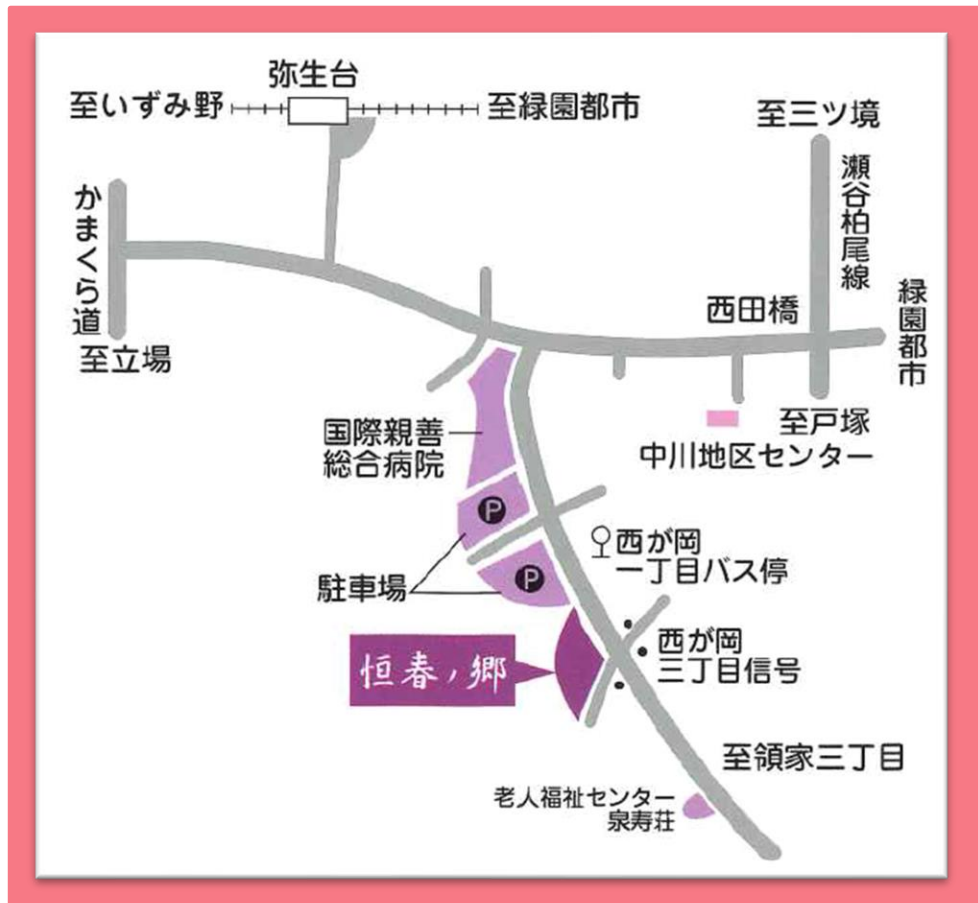 弥生台
至いずみ野
至緑園都市
至三ツ境
瀬谷柏尾線
かまくら道
至立場
西田橋
緑園都市
至戸塚
中川地区センター
国際親善
総合病院
P
西が岡
一丁目バス停
駐車場
P
西が岡
三丁目信号
恒春ノ郷
至領家三丁目
老人福祉センター
泉寿荘